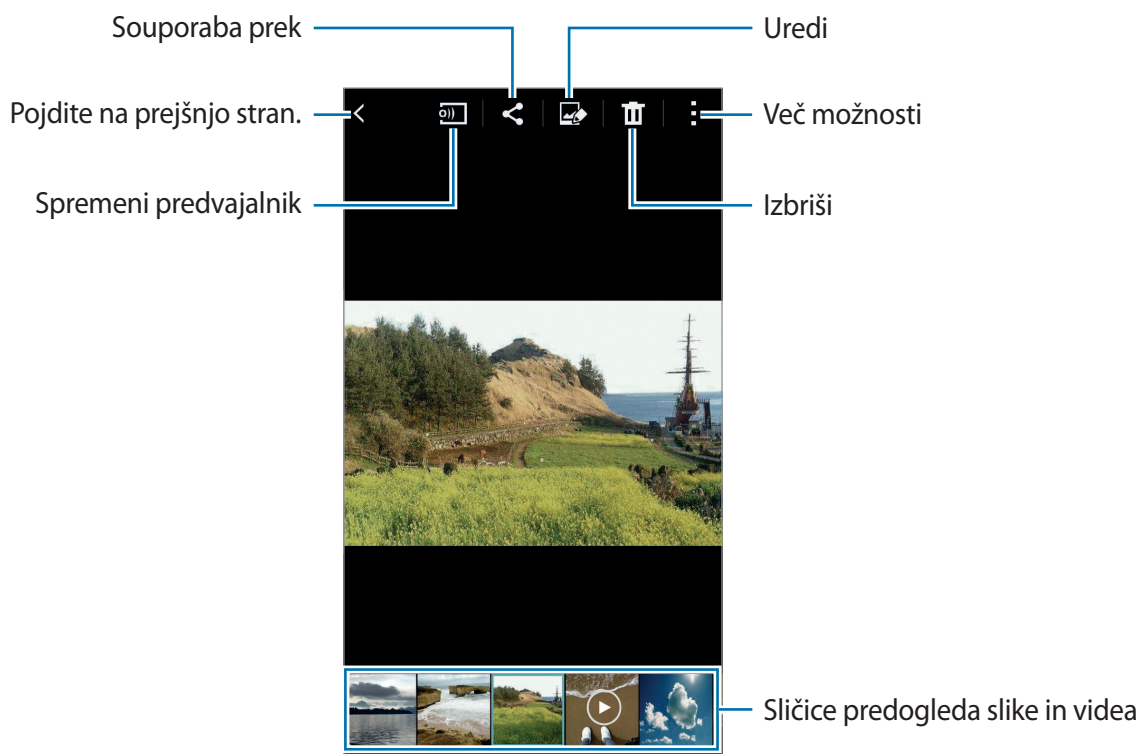 Souporaba prek
Uredi
Pojdite na prejšnjo stran.
Več možnosti
Spremeni predvajalnik
Izbriši
Sličice predogleda slike in videa